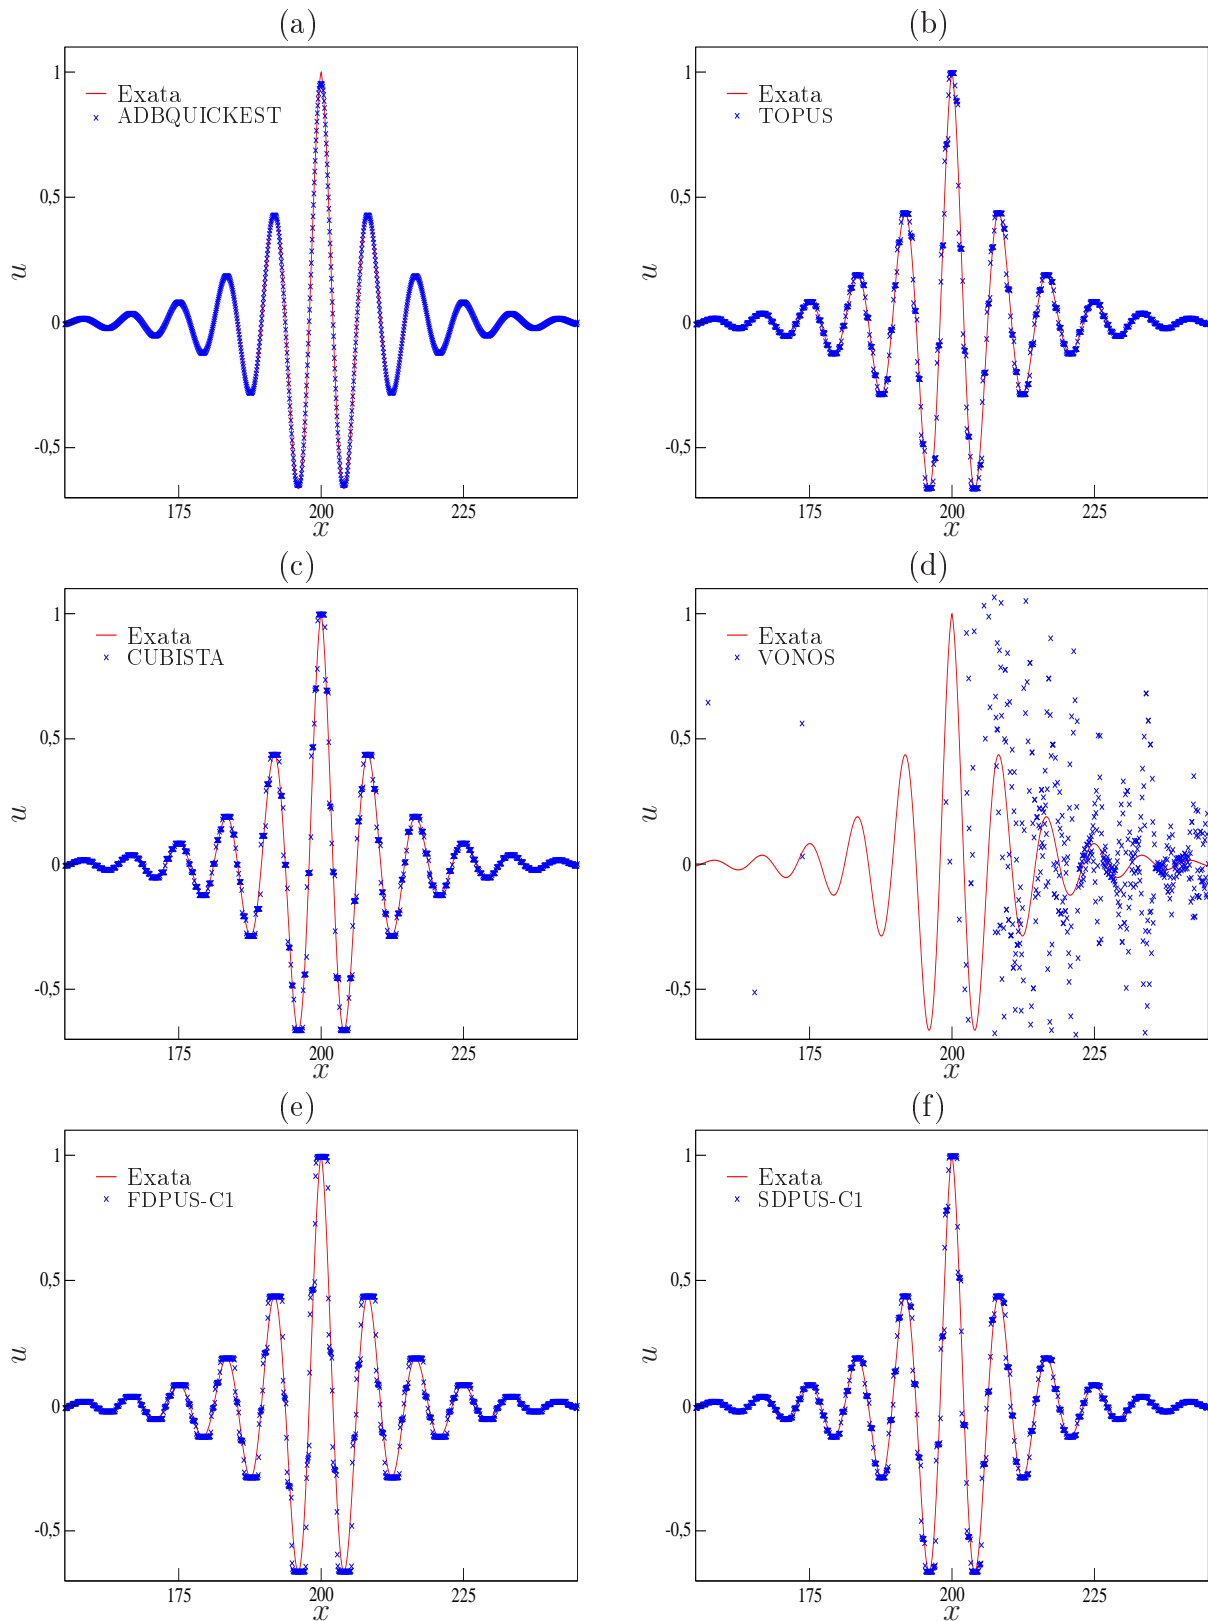 (a)
1
0,5
0
-0,5
Exata
ADBQUICKEST
u
175
200
225
x
(b)
1
0,5
0
-0,5
Exata
TOPUS
u
175
200
225
x
(c)
1
0,5
0
-0,5
Exata
CUBISTA
u
175
200
225
x
(d)
1
0,5
0
-0,5
Exata
VONOS
u
175
200
225
x
(e)
1
0,5
0
-0,5
Exata
FDPUS-C1
u
175
200
225
x
(f)
1
0,5
0
-0,5
Exata
SDPUS-C1
u
175
200
225
x